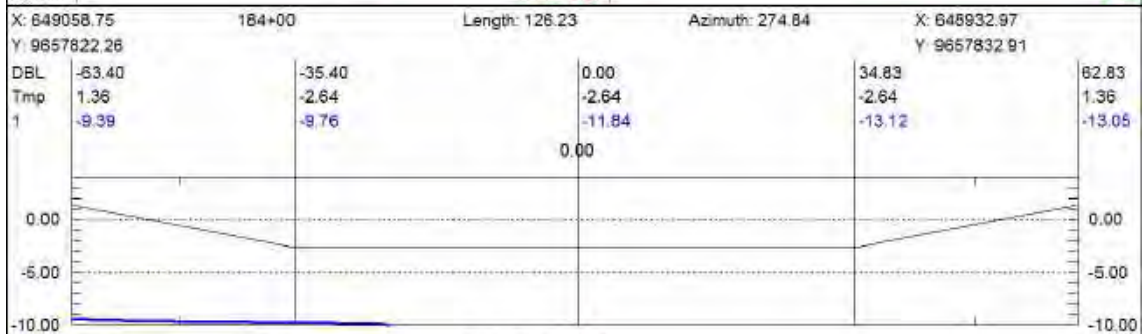 X: 649058.75 184+00 Length: 126.23 Azimuth: 274.84 X: 648932.97
Y: 9657822.26 Y: 9657832.91
DBL -63.40 -35.40 0.00 34.83 62.83
Tmp 1.36 -2.64 -2.64 -2.64 1.36
1 -9.39 -9.76 -11.84 -13.12 -13.05
0.00
0.00 0.00
-5.00 -5.00
-10.00 -10.00